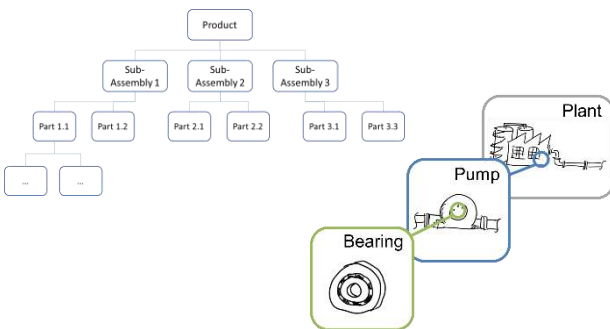 Product
Sub-
Assembly 1
Sub-
Assembly 2
Sub-
Assembly 3
Part 1.1
Part 1.2
Part 2.1
Part 2.2
Part 3.1
Part 3.3
...
...
Plant
Pump
Bearing